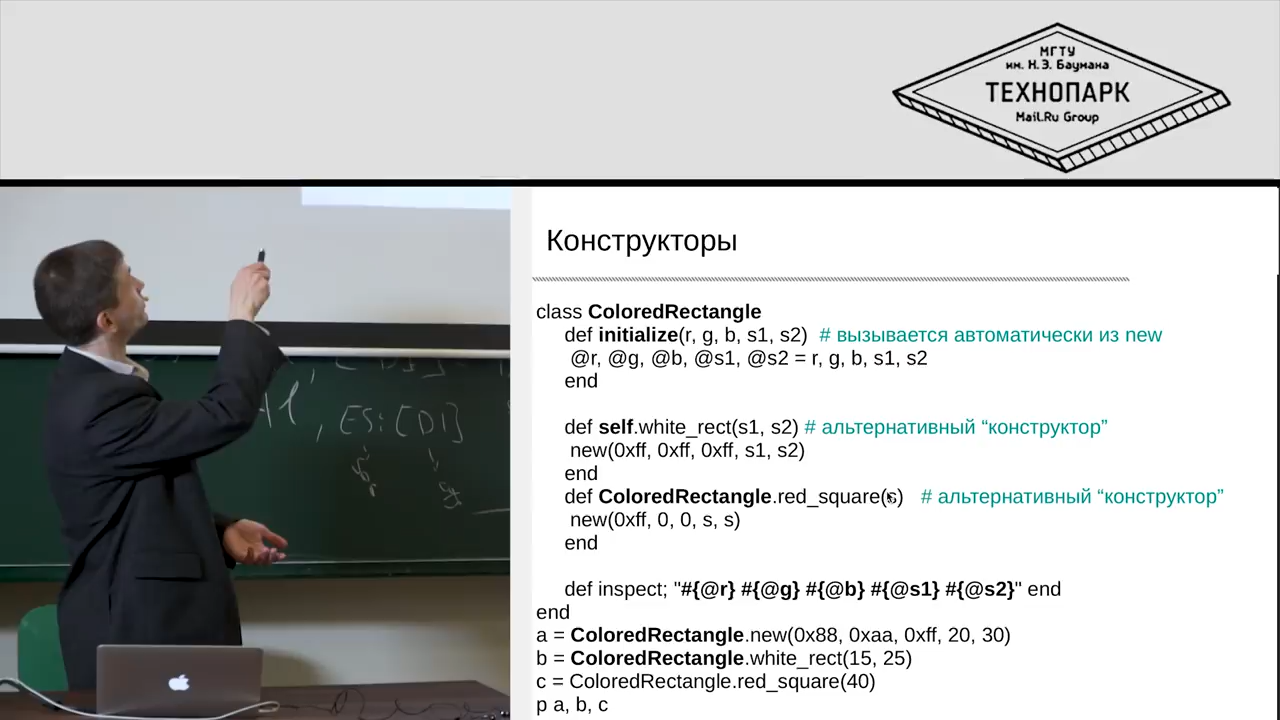 МГТУ
им. Н.Э. Баумана
ТЕХНОПАРК
Mail.Ru Group
Конструкторы
class ColoredRectangle
def initialize(r, g, b, s1, s2) # вызывается автоматически из new
@r, @g, @b, @s1, @s2 = r, g, b, s1, s2
end
def self.white_rect(s1, s2) # альтернативный “конструктор”
new(0xff, 0xff, 0xff, s1, s2)
end
def ColoredRectangle.red_square(s) # альтернативный “конструктор”
new(0xff, 0, 0, s, s)
end
def inspect; "#{@r} #{@g} #{@b} #{@s1} #{@s2}" end
end
a = ColoredRectangle.new(0x88, 0xaa, 0xff, 20, 30)
b = ColoredRectangle.white_rect(15, 25)
c = ColoredRectangle.red_square(40)
p a, b, c
, ES:[DI]